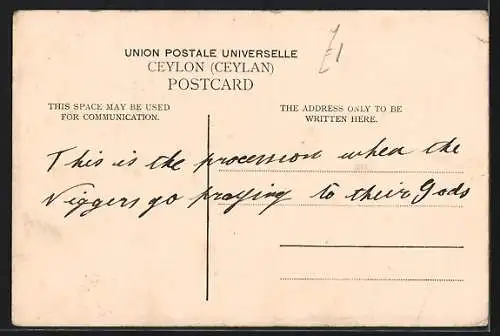 £1
UNION POSTALE UNIVERSELLE
CEYLON (CEYLAN)
POSTCARD
THIS SPACE MAY BE USED
FOR COMMUNICATION.
THE ADDRESS ONLY TO BE
WRITTEN HERE.
This is the procession when the
Niggers go praying to their Gods